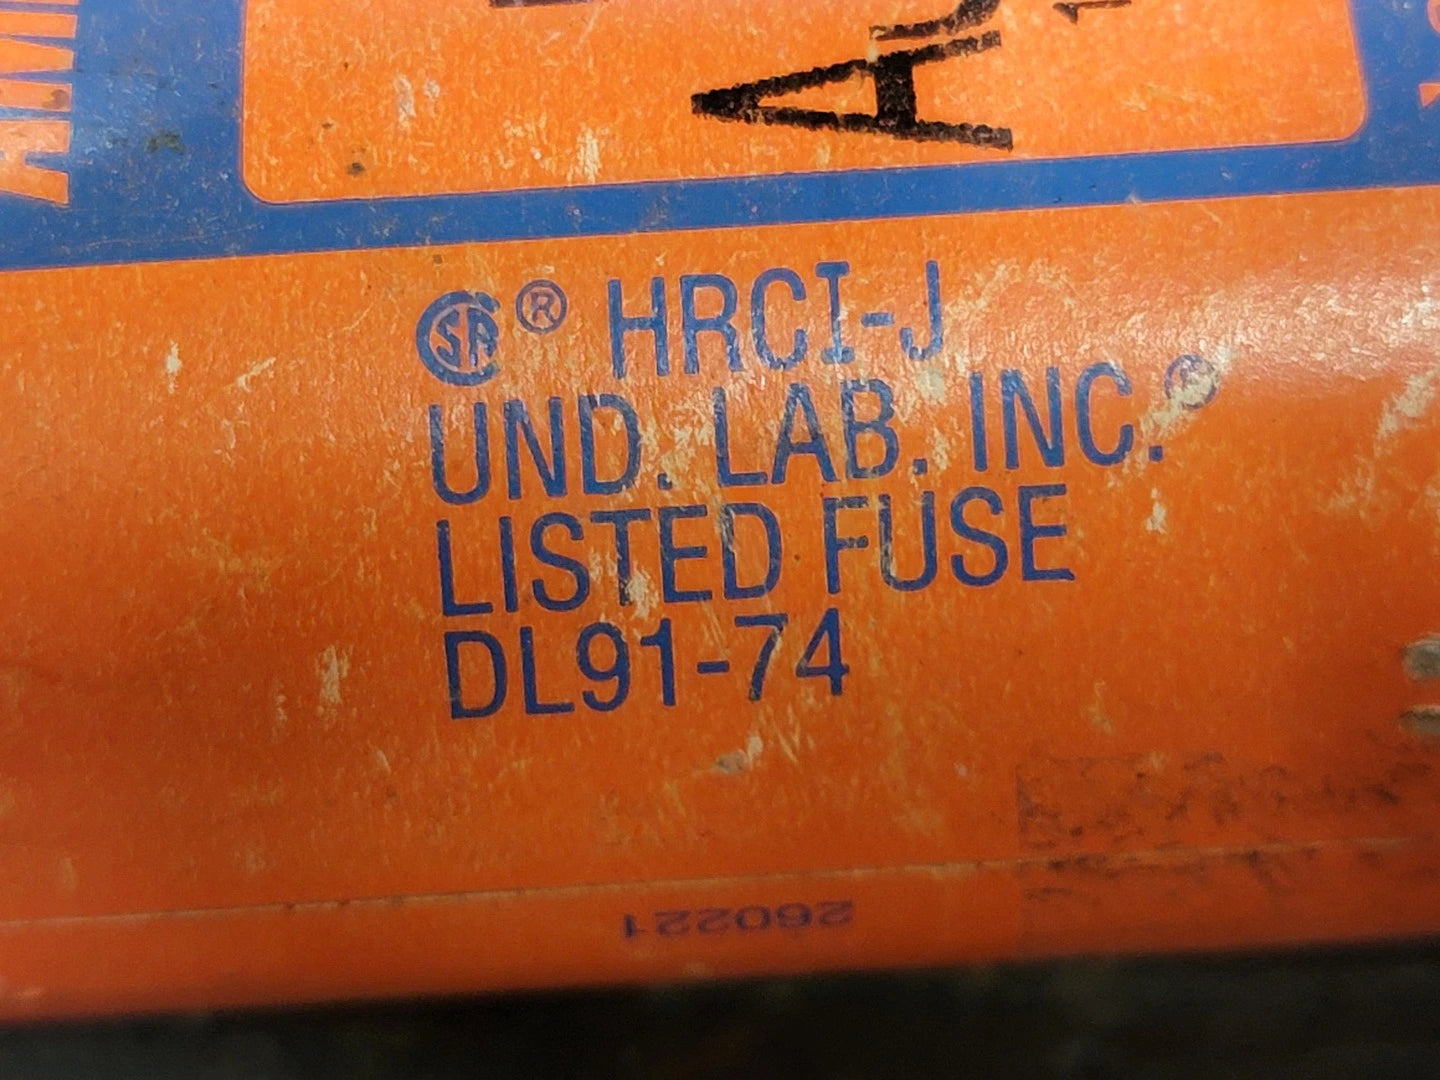 ® HRCI-J
UND. LAB. INC.®
LISTED FUSE
DL91-74
260221